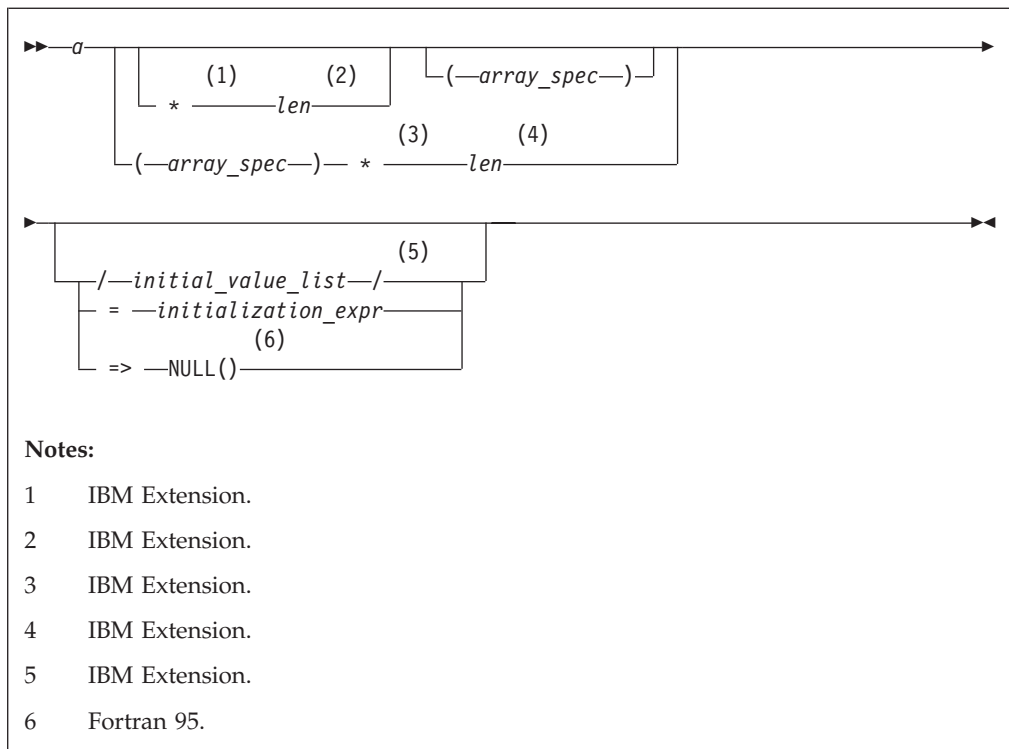 a
(1) (2) ( array_spec )
* len
(3) (4)
( array_spec ) * len
(5)
/ initial_value_list /
= initialization_expr
(6)
=> NULL()
Notes:
1 IBM Extension.
2 IBM Extension.
3 IBM Extension.
4 IBM Extension.
5 IBM Extension.
6 Fortran 95.